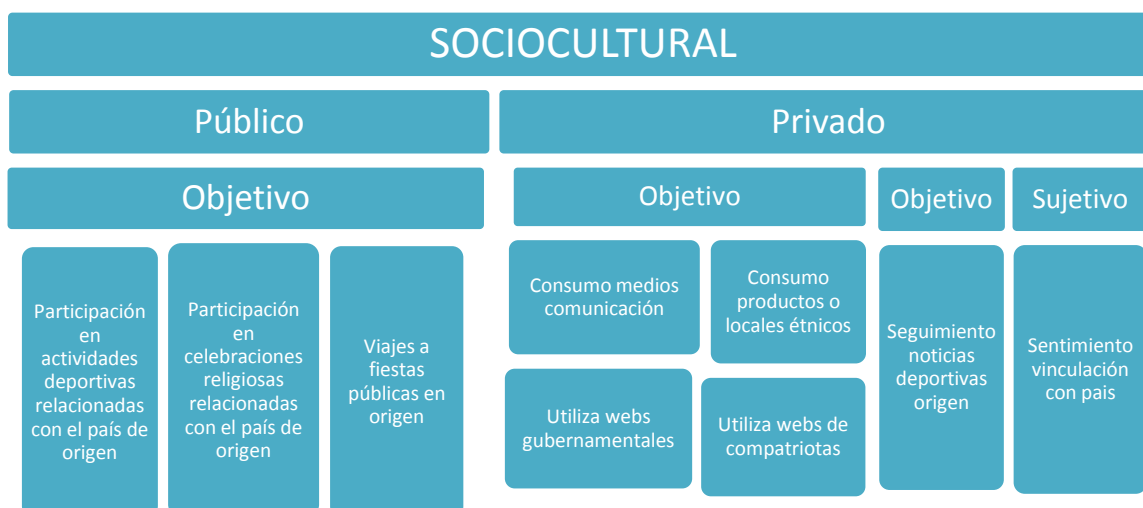 SOCIOCULTURAL
Público
Privado
Objetivo
Objetivo
Objetivo
Sujetivo
Participación
en
actividades
deportivas
relacionadas
con el país de
origen
Participación
en
celebraciones
religiosas
relacionadas
con el país de
origen
Viajes a
fiestas
públicas en
origen
Consumo medios
comunicación
Consumo
productos o
locales étnicos
Utiliza webs
gubernamentales
Utiliza webs de
compatriotas
Seguimiento
noticias
deportivas
origen
Sentimiento
vinculación
con pais